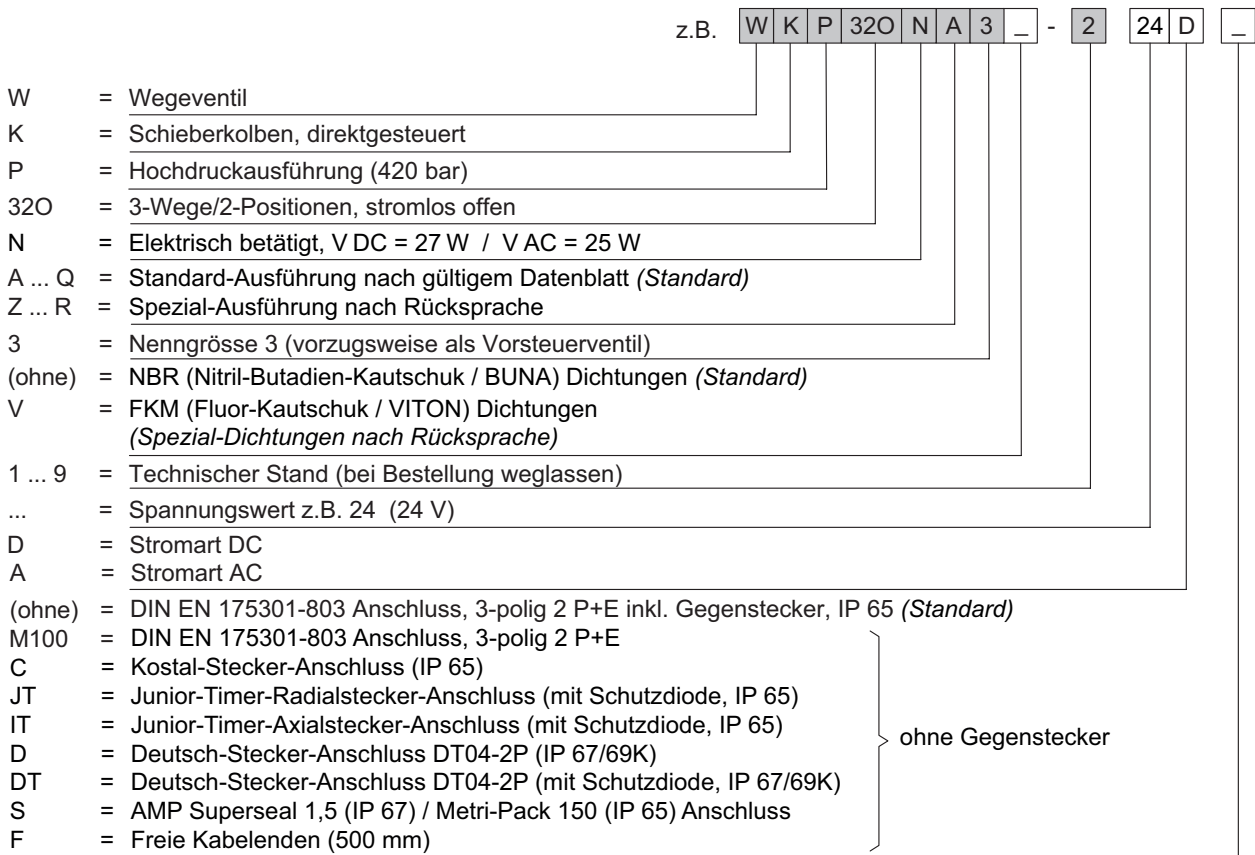 z.B. W K P 32O N A 3 _ - 2 24 D _
W = Wegeventil
K = Schieberkolben, direktgesteuert
P = Hochdruckausführung (420 bar)
32O = 3-Wege/2-Positionen, stromlos offen
N = Elektrisch betätigt, V DC = 27 W / V AC = 25 W
A ... Q = Standard-Ausführung nach gültigem Datenblatt (Standard)
Z ... R = Spezial-Ausführung nach Rücksprache
3 = Nenngrösse 3 (vorzugsweise als Vorsteuerventil)
(ohne) = NBR (Nitril-Butadien-Kautschuk / BUNA) Dichtungen (Standard)
V = FKM (Fluor-Kautschuk / VITON) Dichtungen
(Spezial-Dichtungen nach Rücksprache)
1 ... 9 = Technischer Stand (bei Bestellung weglassen)
... = Spannungswert z.B. 24 (24 V)
D = Stromart DC
A = Stromart AC
(ohne) = DIN EN 175301-803 Anschluss, 3-polig 2 P+E inkl. Gegenstecker, IP 65 (Standard)
M100 = DIN EN 175301-803 Anschluss, 3-polig 2 P+E
C = Kostal-Stecker-Anschluss (IP 65)
JT = Junior-Timer-Radialstecker-Anschluss (mit Schutzdiode, IP 65)
IT = Junior-Timer-Axialstecker-Anschluss (mit Schutzdiode, IP 65)
D = Deutsch-Stecker-Anschluss DT04-2P (IP 67/69K)
DT = Deutsch-Stecker-Anschluss DT04-2P (mit Schutzdiode, IP 67/69K)
S = AMP Superseal 1,5 (IP 67) / Metri-Pack 150 (IP 65) Anschluss
F = Freie Kabelenden (500 mm)
ohne Gegenstecker